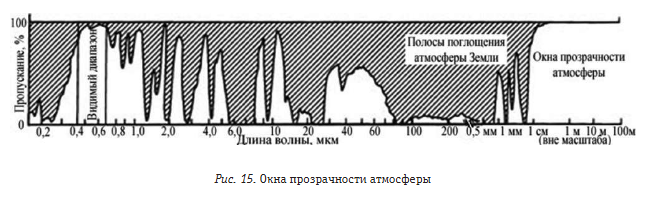 100
Пропускание, %
0
Видимый диапазон
Полосы поглощения
атмосферы Земли
Окна прозрачности
атмосферы
0,2 0,4 0,6 0,8 1,0 2,0 4,0 6,0 10 20 40 60 100 200 0,5 мм 1 мм 1 см 1 м 10 м 100м
Длина волны, мкм
(вне масштаба)
Рис. 15. Окна прозрачности атмосферы